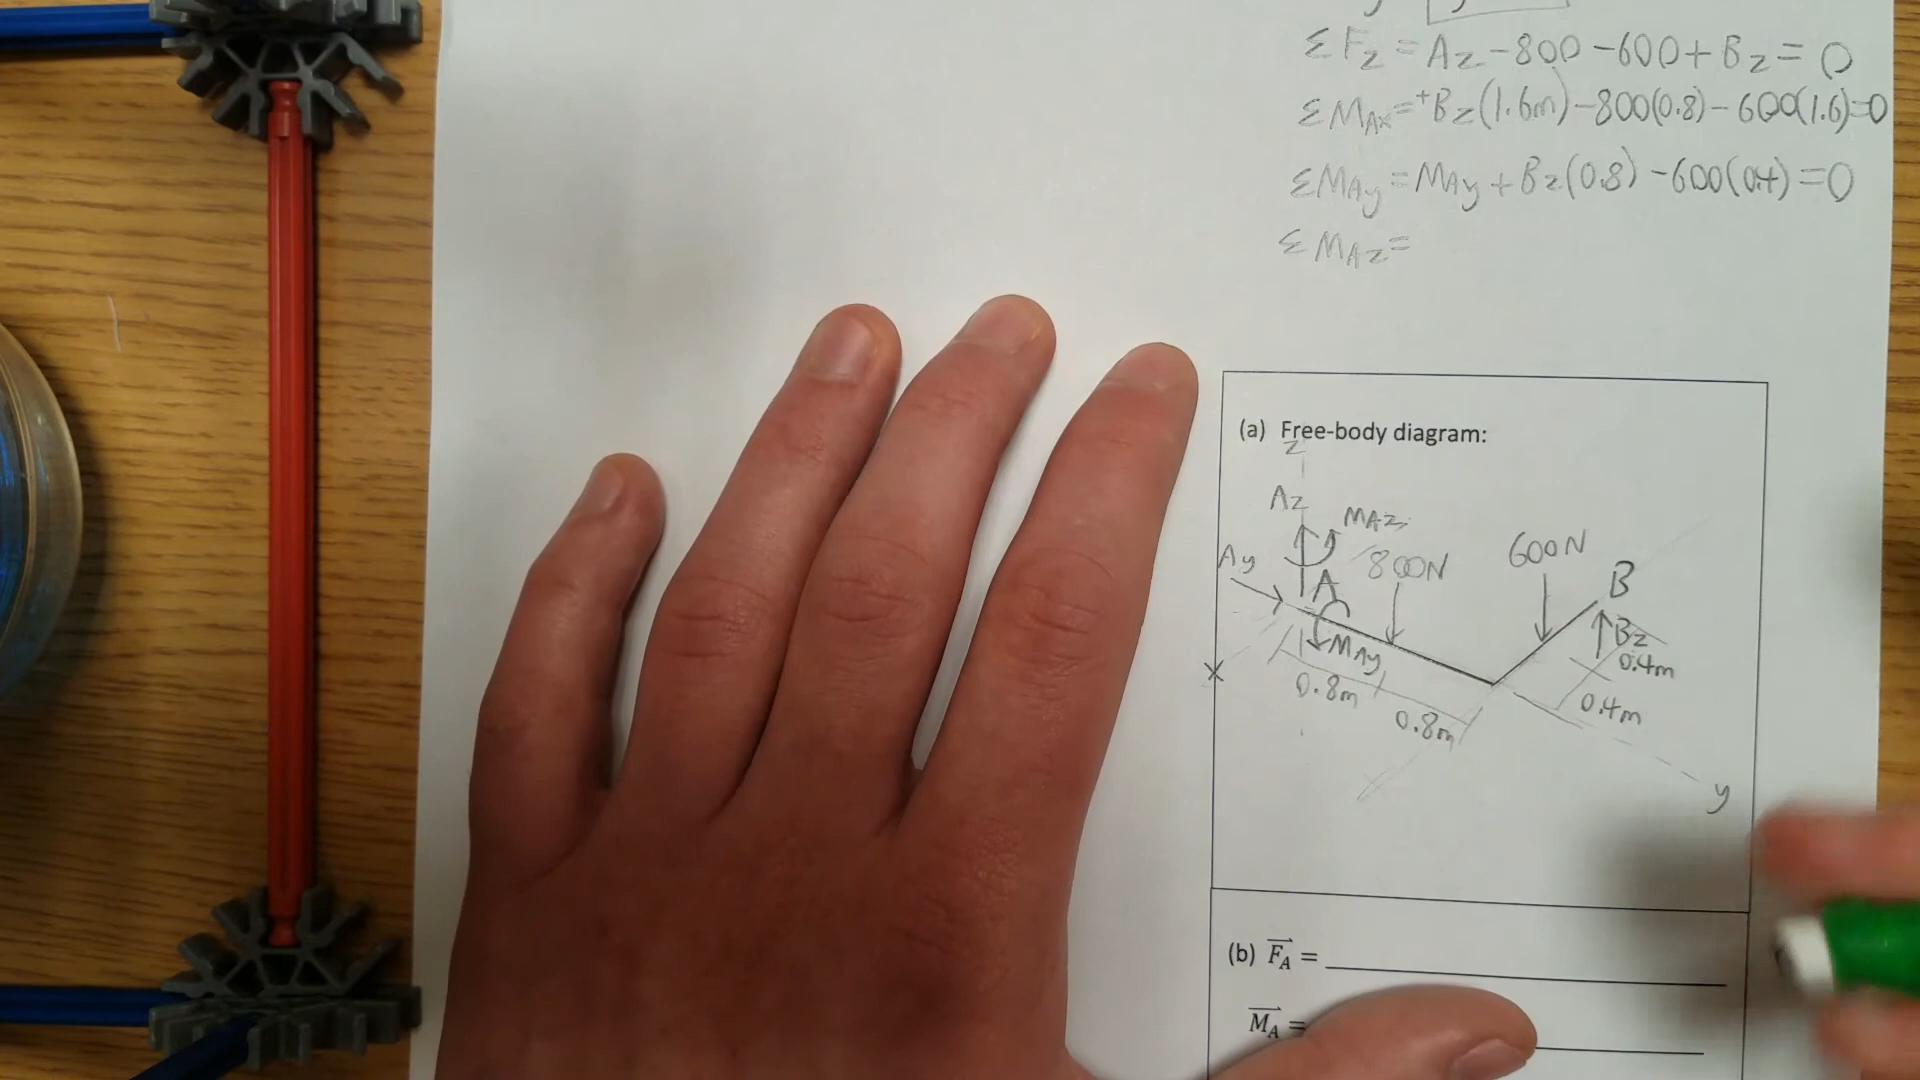 ΣFz = Az -800 -600 + Bz = 0
ΣMAx = +Bz(1.6m) -800(0.8) - 600(1.6)=0
ΣMAy = MAy + Bz(0.8) -600(0.4) =0
ΣMAz =
(a) Free-body diagram:
z
Az
MAz
Ay
800N
600N
A
B
Bz
MAy
0.4m
x
0.8m
0.4m
0.8m
y
(b) FA =
MA =